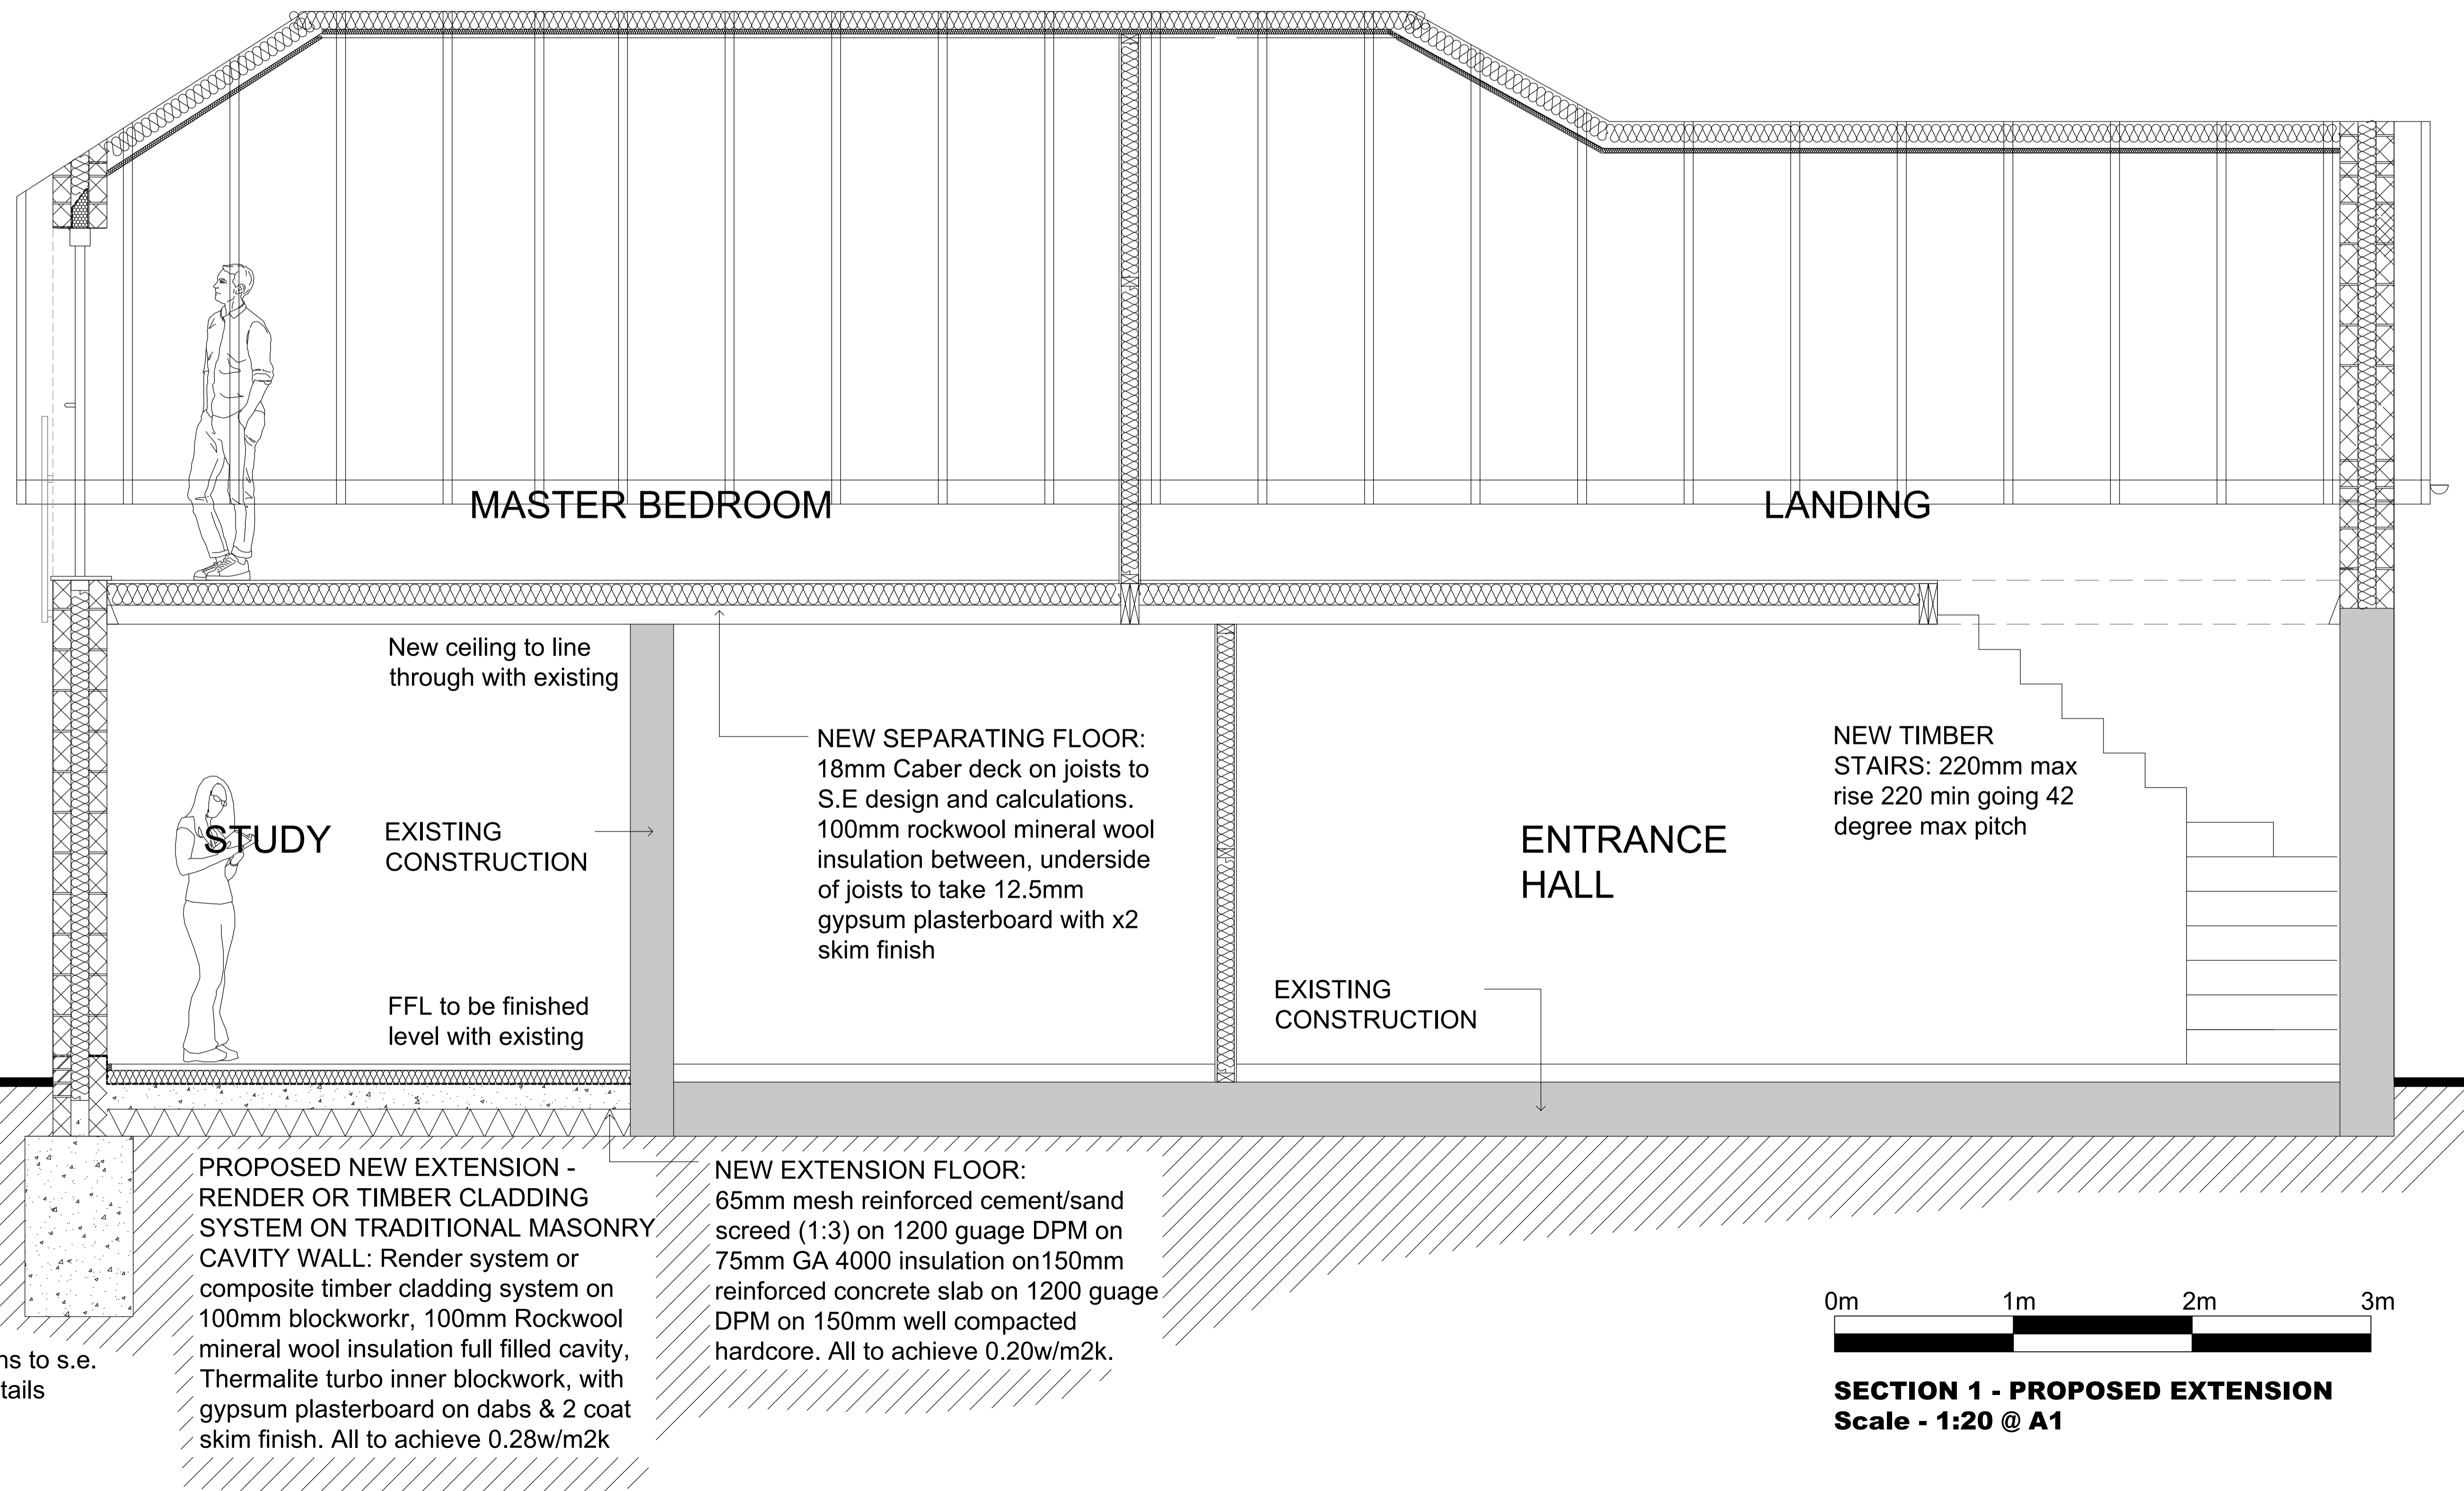 MASTER BEDROOM
LANDING
New ceiling to line
through with existing
NEW SEPARATING FLOOR:
18mm Caber deck on joists to
S.E design and calculations.
100mm rockwool mineral wool
insulation between, underside
of joists to take 12.5mm
gypsum plasterboard with x2
skim finish
NEW TIMBER
STAIRS: 220mm max
rise 220 min going 42
degree max pitch
STUDY
EXISTING
CONSTRUCTION
ENTRANCE
HALL
FFL to be finished
level with existing
EXISTING
CONSTRUCTION
PROPOSED NEW EXTENSION -
RENDER OR TIMBER CLADDING
SYSTEM ON TRADITIONAL MASONRY
CAVITY WALL: Render system or
composite timber cladding system on
100mm blockworkr, 100mm Rockwool
mineral wool insulation full filled cavity,
Thermalite turbo inner blockwork, with
gypsum plasterboard on dabs & 2 coat
skim finish. All to achieve 0.28w/m2k
NEW EXTENSION FLOOR:
65mm mesh reinforced cement/sand
screed (1:3) on 1200 guage DPM on
75mm GA 4000 insulation on150mm
reinforced concrete slab on 1200 guage
DPM on 150mm well compacted
hardcore. All to achieve 0.20w/m2k.
to s.e.
0m 1m 2m 3m
SECTION 1 - PROPOSED EXTENSION
Scale - 1:20 @ A1